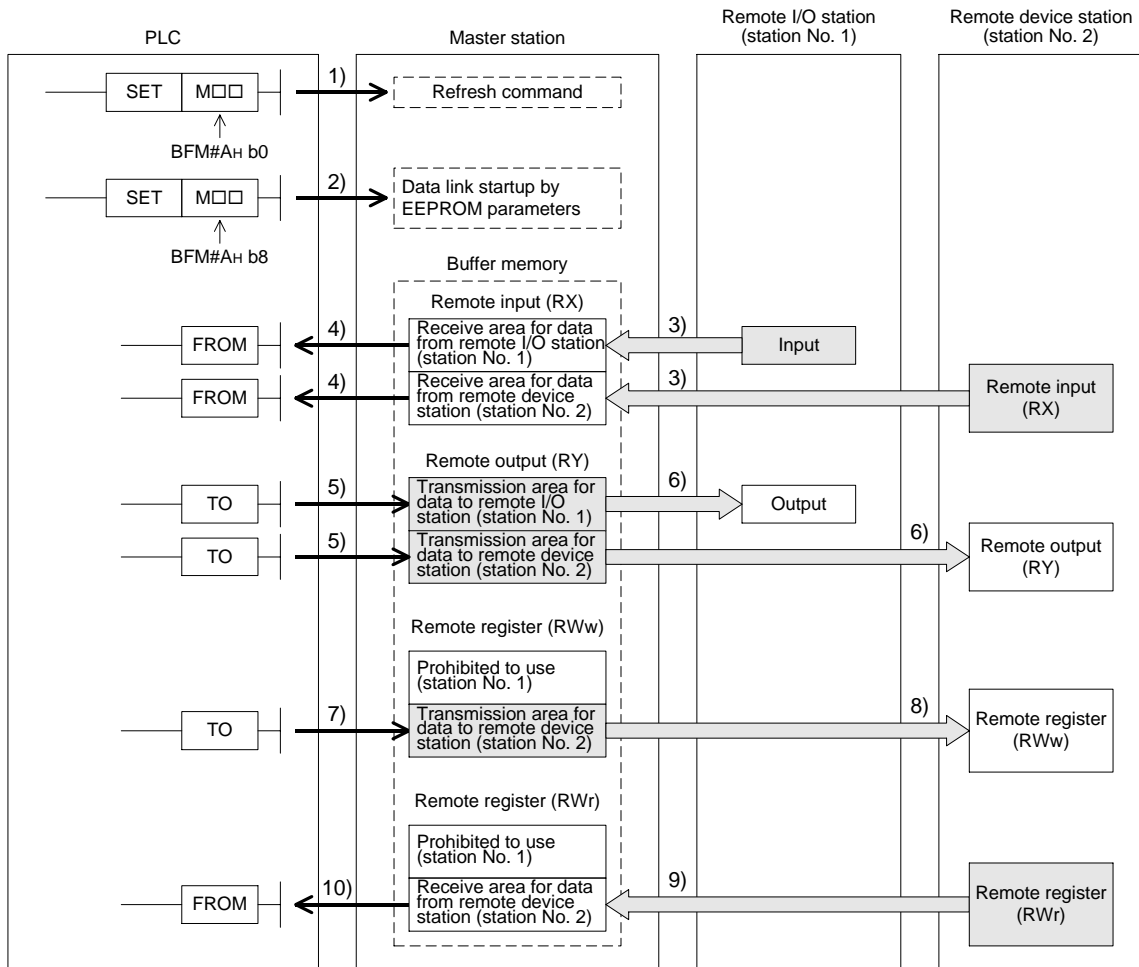 PLC
Master station
Remote I/O station
(station No. 1)
Remote device station
(station No. 2)
SET
M□□
1)
Refresh command
BFM#AH b0
SET
M□□
2)
Data link startup by
EEPROM parameters
BFM#AH b8
Buffer memory
Remote input (RX)
FROM
4)
Receive area for data
from remote I/O station
(station No. 1)
3)
Input
FROM
4)
Receive area for data
from remote device
station (station No. 2)
3)
Remote input
(RX)
Remote output (RY)
TO
5)
Transmission area for
data to remote I/O
station (station No. 1)
6)
Output
TO
5)
Transmission area for
data to remote device
station (station No. 2)
6)
Remote output
(RY)
Remote register (RWw)
Prohibited to use
(station No. 1)
TO
7)
Transmission area for
data to remote device
station (station No. 2)
8)
Remote register
(RWw)
Remote register (RWr)
Prohibited to use
(station No. 1)
FROM
10)
Receive area for data
from remote device
station (station No. 2)
9)
Remote register
(RWr)